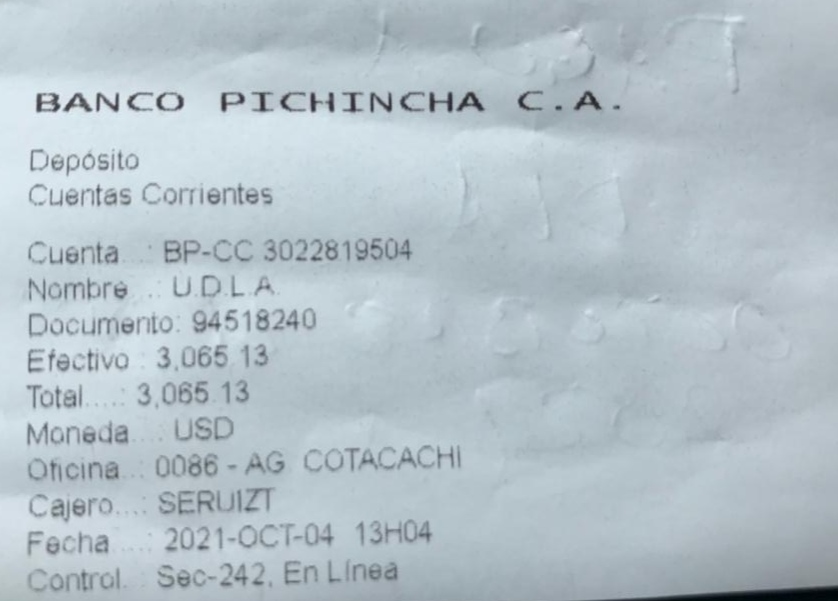 BANCO PICHINCHA C.A.
Depósito
Cuentas Corrientes
Cuenta...: BP-CC 3022819504
Nombre ..: U.D.L.A.
Documento: 94518240
Efectivo : 3,065.13
Total....: 3,065.13
Moneda...: USD
Oficina..: 0086 - AG COTACACHI
Cajero...: SERUIZT
Fecha ...: 2021-OCT-04 13H04
Control. : Sec-242, En Línea